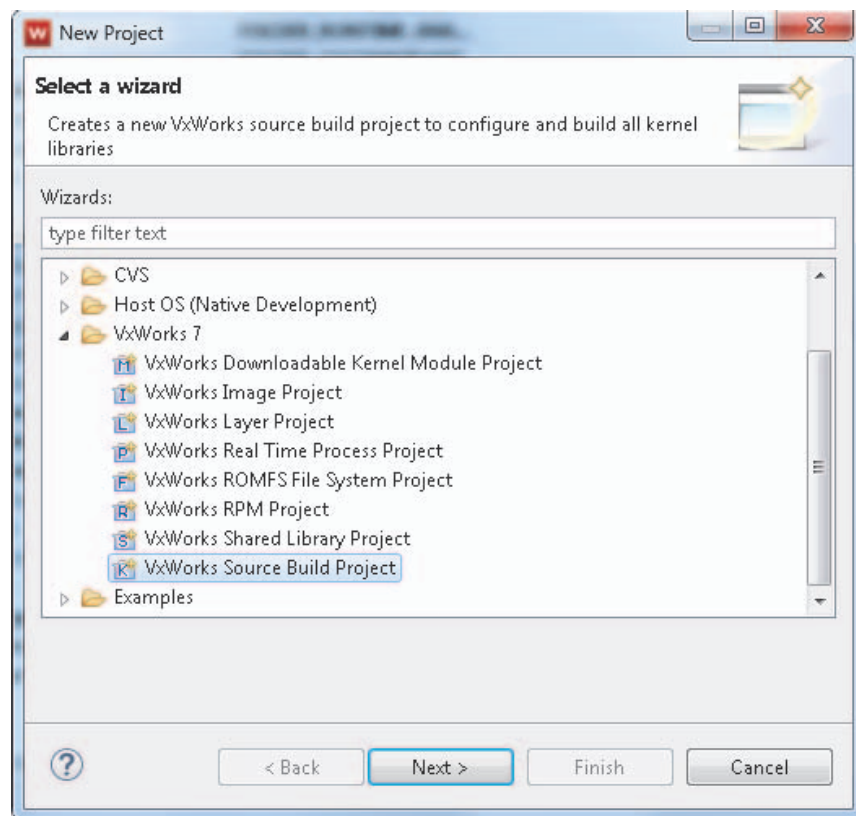 W New Project
Select a wizard
Creates a new VxWorks source build project to configure and build all kernel
libraries
Wizards:
type filter text
CVS
Host OS (Native Development)
VxWorks 7
M VxWorks Downloadable Kernel Module Project
I VxWorks Image Project
L VxWorks Layer Project
P VxWorks Real Time Process Project
F VxWorks ROMFS File System Project
R VxWorks RPM Project
S VxWorks Shared Library Project
K VxWorks Source Build Project
Examples
? < Back Next > Finish Cancel